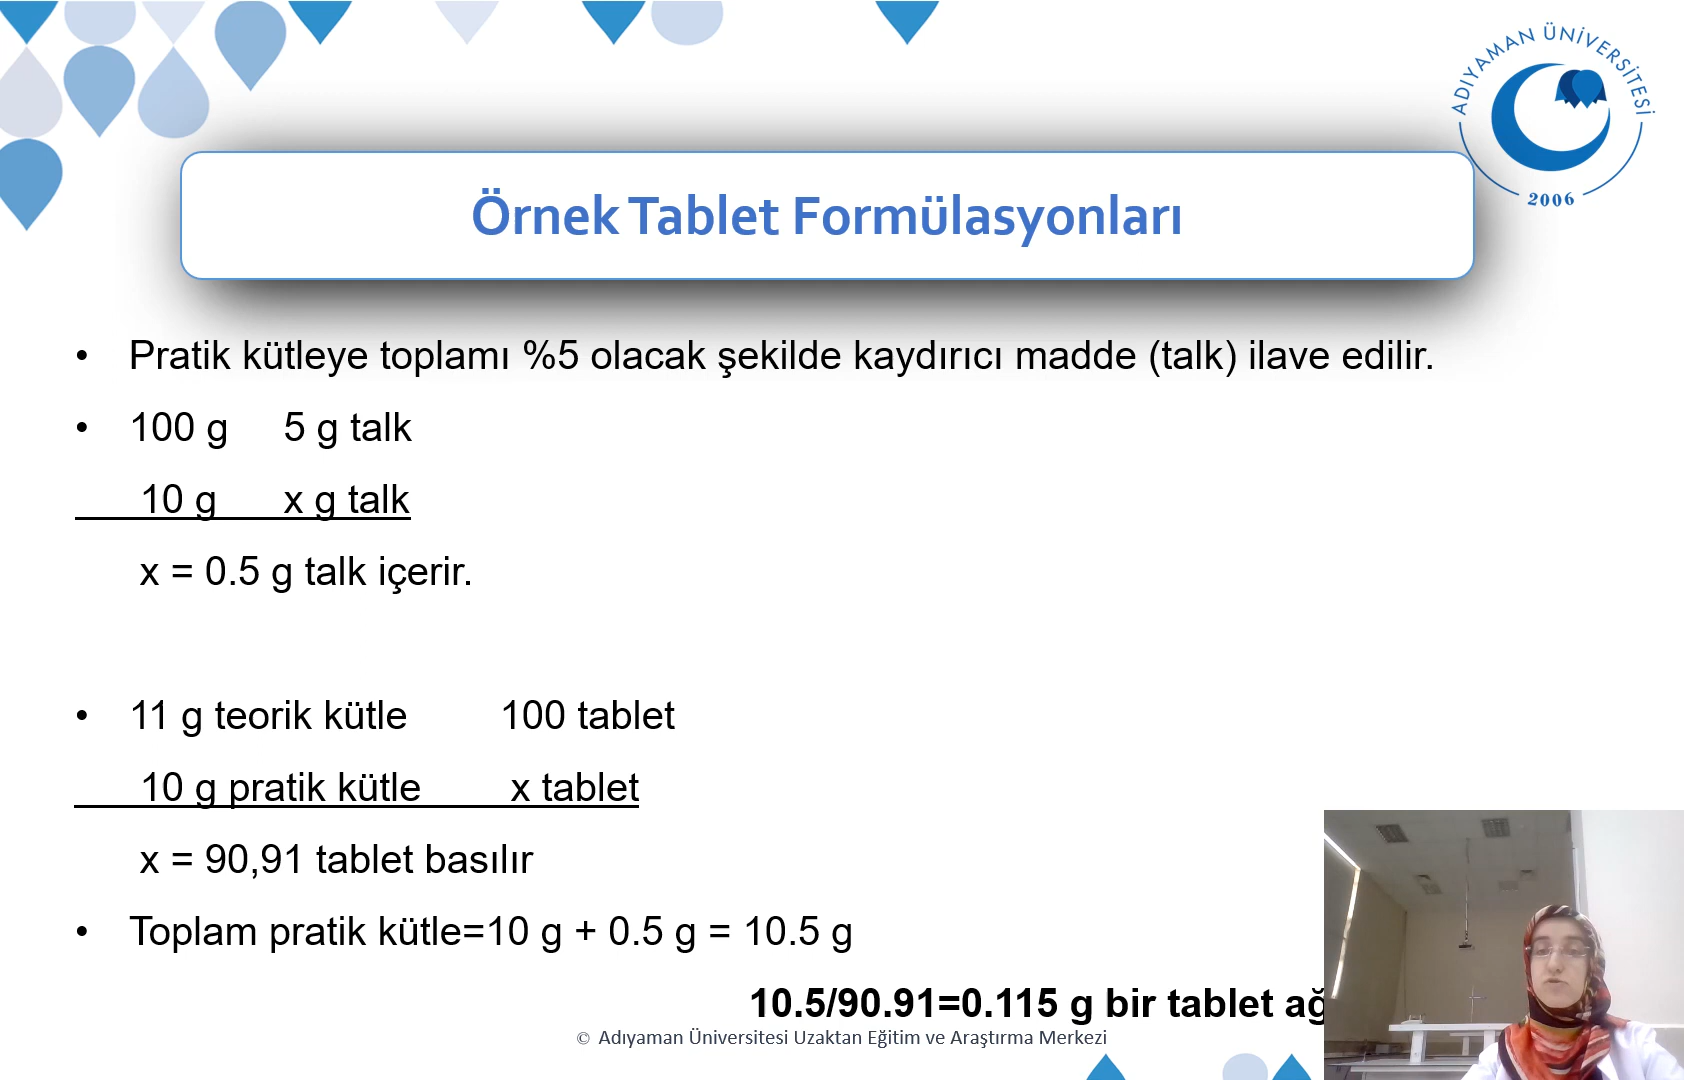 ADIYAMAN ÜNİVERSİTESİ
2006
Örnek Tablet Formülasyonları
• Pratik kütleye toplamı %5 olacak şekilde kaydırıcı madde (talk) ilave edilir.
• 100 g 5 g talk
10 g x g talk
x = 0.5 g talk içerir.
• 11 g teorik kütle 100 tablet
10 g pratik kütle x tablet
x = 90,91 tablet basılır
• Toplam pratik kütle=10 g + 0.5 g = 10.5 g
10.5/90.91=0.115 g bir tablet
© Adıyaman Üniversitesi Uzaktan Eğitim ve Araştırma Merkezi